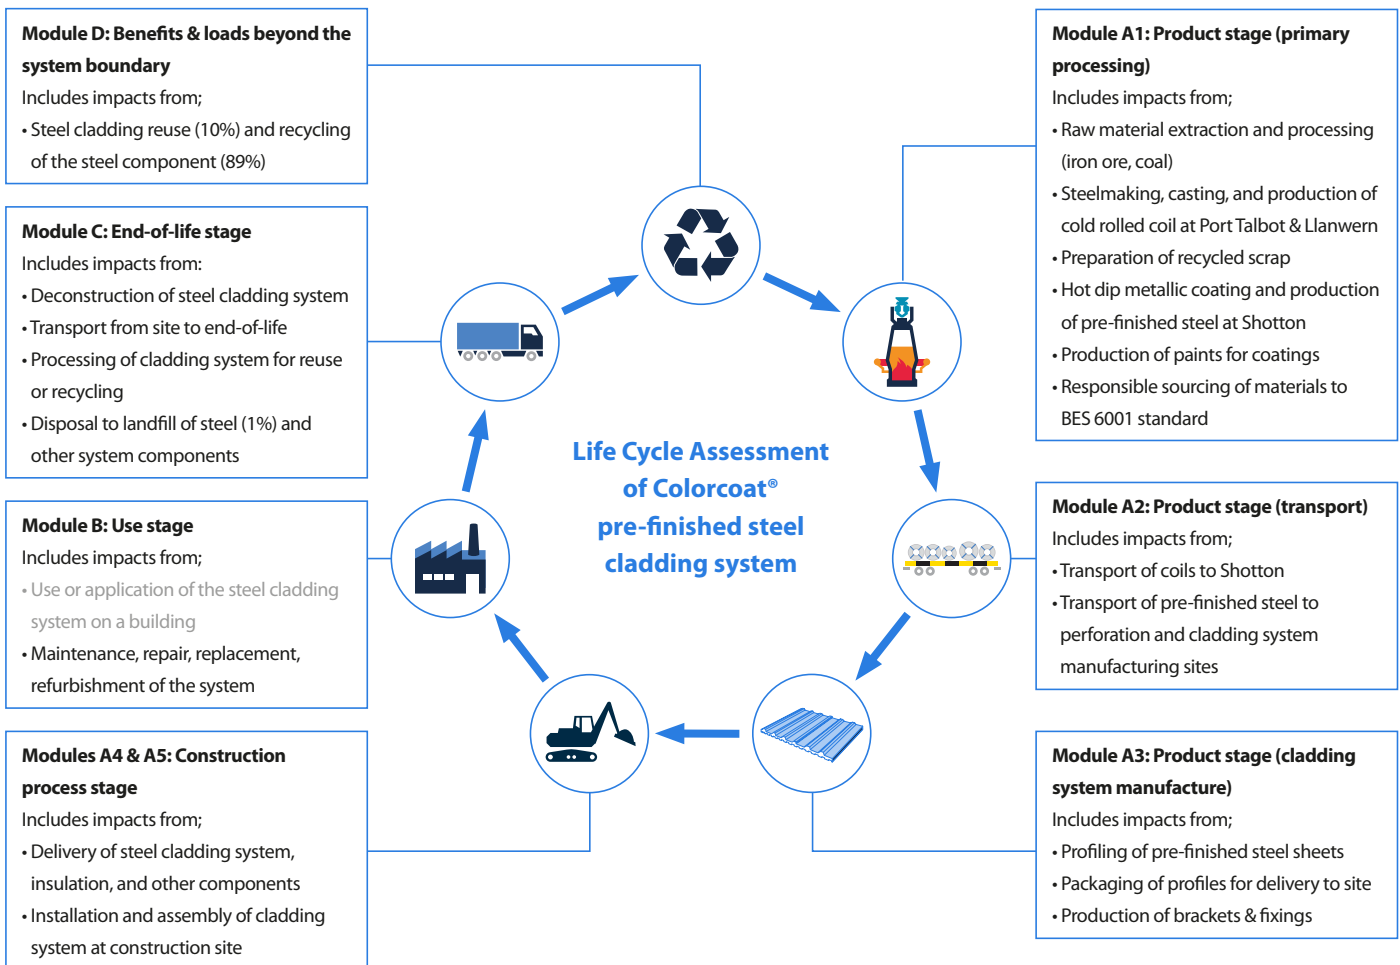 Module D: Benefits & loads beyond the
system boundary
Includes impacts from;
• Steel cladding reuse (10%) and recycling
of the steel component (89%)
Module C: End-of-life stage
Includes impacts from:
• Deconstruction of steel cladding system
• Transport from site to end-of-life
• Processing of cladding system for reuse
or recycling
• Disposal to landfill of steel (1%) and
other system components
Module B: Use stage
Includes impacts from;
• Use or application of the steel cladding
system on a building
• Maintenance, repair, replacement,
refurbishment of the system
Modules A4 & A5: Construction
process stage
Includes impacts from;
• Delivery of steel cladding system,
insulation, and other components
• Installation and assembly of cladding
system at construction site
Life Cycle Assessment
of Colorcoat®
pre-finished steel
cladding system
Module A1: Product stage (primary
processing)
Includes impacts from;
• Raw material extraction and processing
(iron ore, coal)
• Steelmaking, casting, and production of
cold rolled coil at Port Talbot & Llanwern
• Preparation of recycled scrap
• Hot dip metallic coating and production
of pre-finished steel at Shotton
• Production of paints for coatings
• Responsible sourcing of materials to
BES 6001 standard
Module A2: Product stage (transport)
Includes impacts from;
• Transport of coils to Shotton
• Transport of pre-finished steel to
perforation and cladding system
manufacturing sites
Module A3: Product stage (cladding
system manufacture)
Includes impacts from;
• Profiling of pre-finished steel sheets
• Packaging of profiles for delivery to site
• Production of brackets & fixings